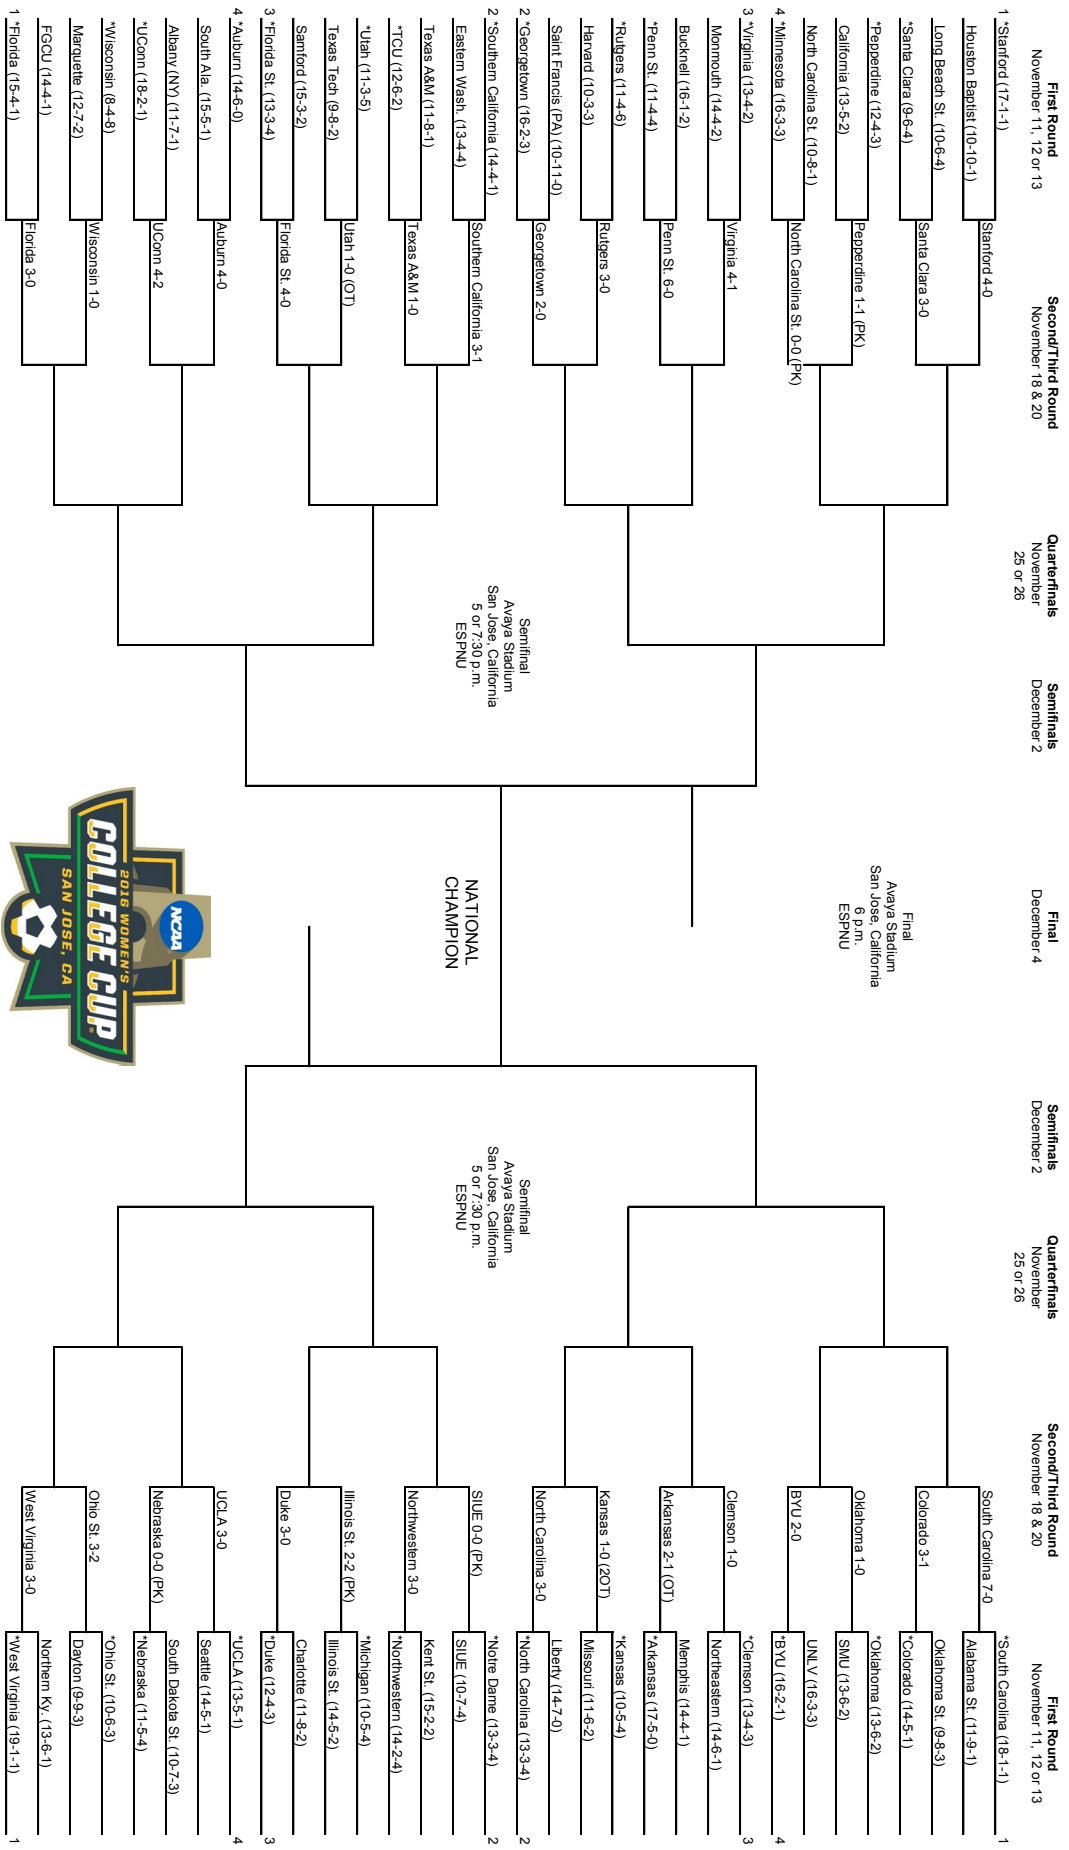 First Round
November 11, 12 or 13
Second/Third Round
November 18 & 20
Quarterfinals
November
25 or 26
Semifinals
December 2
Final
December 4
Semifinals
December 2
Quarterfinals
November
25 or 26
Second/Third Round
November 18 & 20
First Round
November 11, 12 or 13
1 *Stanford (17-1-1)
Houston Baptist (10-10-1)
Long Beach St. (10-6-4)
*Santa Clara (9-6-4)
*Pepperdine (12-4-3)
California (13-5-2)
North Carolina St. (10-8-1)
4 *Minnesota (16-3-3)
3 *Virginia (13-4-2)
Monmouth (14-4-2)
Bucknell (16-1-2)
*Penn St. (11-4-4)
*Rutgers (11-4-6)
Harvard (10-3-3)
Saint Francis (PA) (10-11-0)
2 *Georgetown (16-2-3)
2 *Southern California (14-4-1)
Eastern Wash. (13-4-4)
Texas A&M (11-8-1)
*TCU (12-6-2)
*Utah (11-3-5)
Texas Tech (9-8-2)
Samford (15-3-2)
3 *Florida St. (13-3-4)
4 *Auburn (14-6-0)
South Ala. (15-5-1)
Albany (NY) (11-7-1)
*UConn (18-2-1)
*Wisconsin (8-4-8)
Marquette (12-7-2)
FGCU (14-4-1)
1 *Florida (15-4-1)
Stanford 4-0
Santa Clara 3-0
Pepperdine 1-1 (PK)
North Carolina St. 0-0 (PK)
Virginia 4-1
Penn St. 6-0
Rutgers 3-0
Georgetown 2-0
Southern California 3-1
Texas A&M 1-0
Utah 1-0 (OT)
Florida St. 4-0
Auburn 4-0
UConn 4-2
Wisconsin 1-0
Florida 3-0
Semifinal
Avaya Stadium
San Jose, California
5 or 7:30 p.m.
ESPNU
Final
Avaya Stadium
San Jose, California
6 p.m.
ESPNU
NATIONAL
CHAMPION
NCAA
2016 WOMEN'S
COLLEGE CUP
SAN JOSE, CA
Semifinal
Avaya Stadium
San Jose, California
5 or 7:30 p.m.
ESPNU
South Carolina 7-0
Colorado 3-1
Oklahoma 1-0
BYU 2-0
Clemson 1-0
Arkansas 2-1 (OT)
Kansas 1-0 (2OT)
North Carolina 3-0
SIUE 0-0 (PK)
Northwestern 3-0
Illinois St. 2-2 (PK)
Duke 3-0
UCLA 3-0
Nebraska 0-0 (PK)
Ohio St. 3-2
West Virginia 3-0
*South Carolina (18-1-1) 1
Alabama St. (11-9-1)
Oklahoma St. (9-8-3)
*Colorado (14-5-1)
*Oklahoma (13-6-2)
SMU (13-6-2)
UNLV (16-3-3)
*BYU (16-2-1) 4
*Clemson (13-4-3) 3
Northeastern (14-6-1)
Memphis (14-4-1)
*Arkansas (17-5-0)
*Kansas (10-5-4)
Missouri (11-6-2)
Liberty (14-7-0)
*North Carolina (13-3-4) 2
*Notre Dame (13-3-4) 2
SIUE (10-7-4)
Kent St. (15-2-2)
*Northwestern (14-2-4)
*Michigan (10-5-4)
Illinois St. (14-5-2)
Charlotte (11-8-2)
*Duke (12-4-3) 3
*UCLA (13-5-1) 4
Seattle (14-5-1)
South Dakota St. (10-7-3)
*Nebraska (11-5-4)
*Ohio St. (10-6-3)
Dayton (9-9-3)
Northern Ky. (13-6-1)
*West Virginia (19-1-1) 1